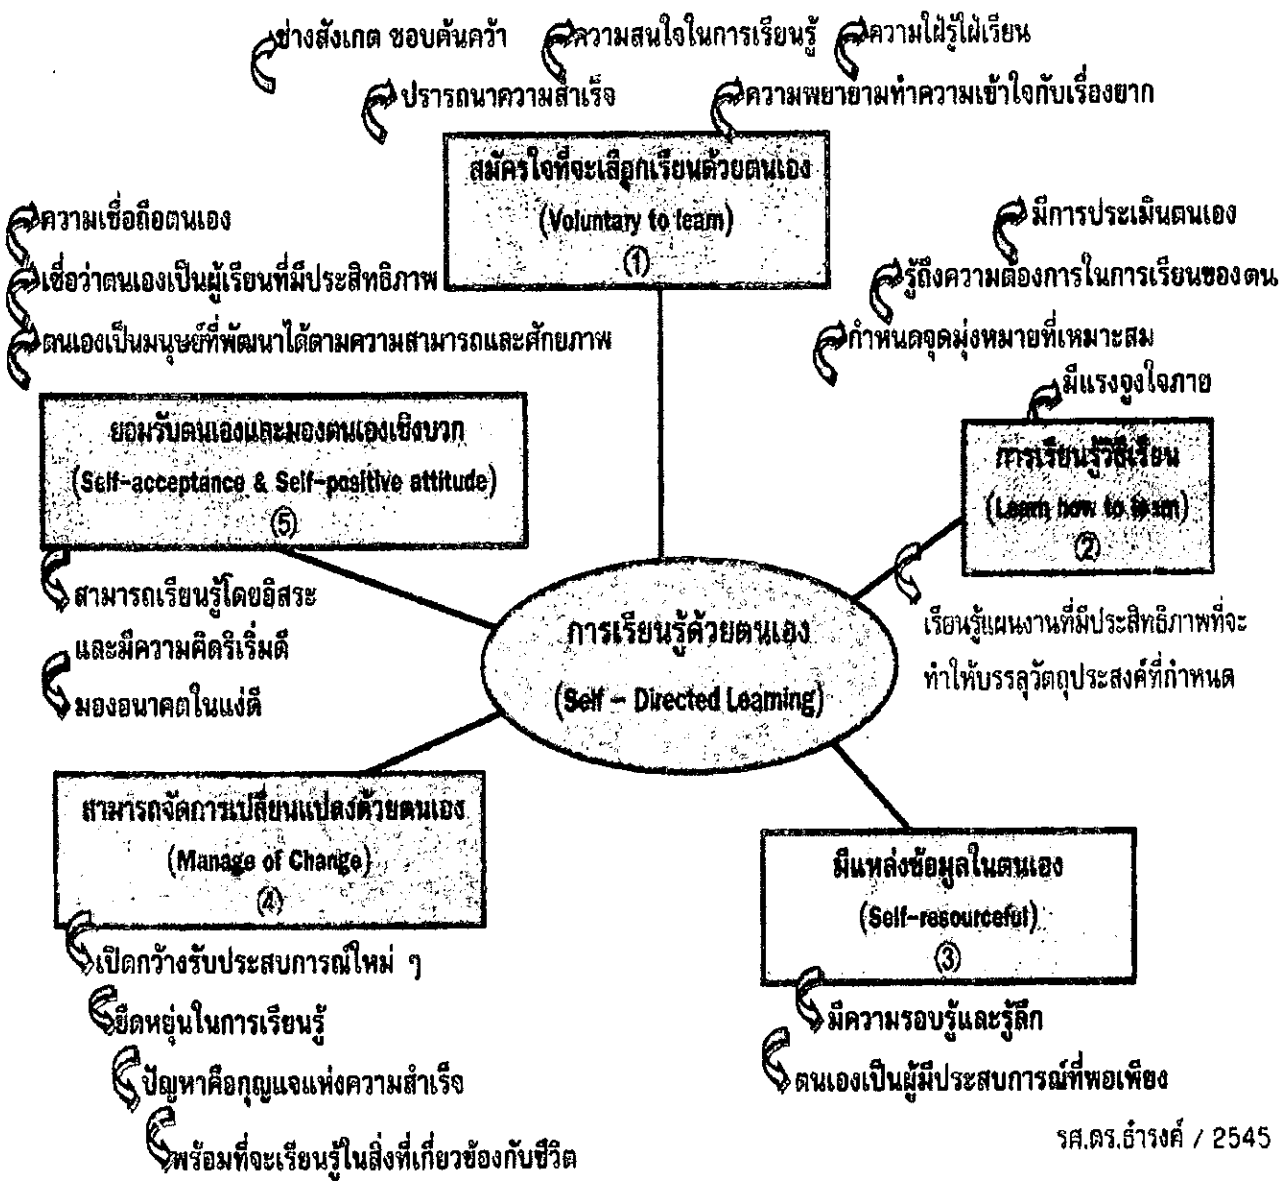 ช่างสังเกต ชอบค้นคว้า
ความสนใจในการเรียนรู้
ความใฝ่รู้ใฝ่เรียน
ปรารถนาความสำเร็จ
ความพยายามทำความเข้าใจกับเรื่องยาก
สมัครใจที่จะเลือกเรียนด้วยตนเอง
(Voluntary to learn)
①
ความเชื่อถือตนเอง
เชื่อว่าตนเองเป็นผู้เรียนที่มีประสิทธิภาพ
ตนเองเป็นมนุษย์ที่พัฒนาได้ตามความสามารถและศักยภาพ
ยอมรับตนเองและมองตนเองเชิงบวก
(Self-acceptance & Self-positive attitude)
⑤
สามารถเรียนรู้โดยอิสระ
และมีความคิดริเริ่มดี
มองอนาคตในแง่ดี
มีการประเมินตนเอง
รู้ถึงความต้องการในการเรียนของตน
กำหนดจุดมุ่งหมายที่เหมาะสม
มีแรงจูงใจภาย
การเรียนรู้วิธีเรียน
(Learn how to learn)
②
เรียนรู้แผนงานที่มีประสิทธิภาพที่จะ
ทำให้บรรลุวัตถุประสงค์ที่กำหนด
การเรียนรู้ด้วยตนเอง
(Self – Directed Learning)
สามารถจัดการเปลี่ยนแปลงด้วยตนเอง
(Manage of Change)
④
เปิดกว้างรับประสบการณ์ใหม่ ๆ
ยืดหยุ่นในการเรียนรู้
ปัญหาคือกุญแจแห่งความสำเร็จ
พร้อมที่จะเรียนรู้ในสิ่งที่เกี่ยวข้องกับชีวิต
มีแหล่งข้อมูลในตนเอง
(Self-resourceful)
③
มีความรอบรู้และรู้ลึก
ตนเองเป็นผู้มีประสบการณ์ที่พอเพียง
รศ.ดร.ธำรงค์ / 2545